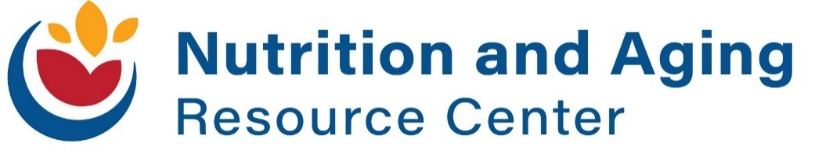 Nutrition and Aging
Resource Center